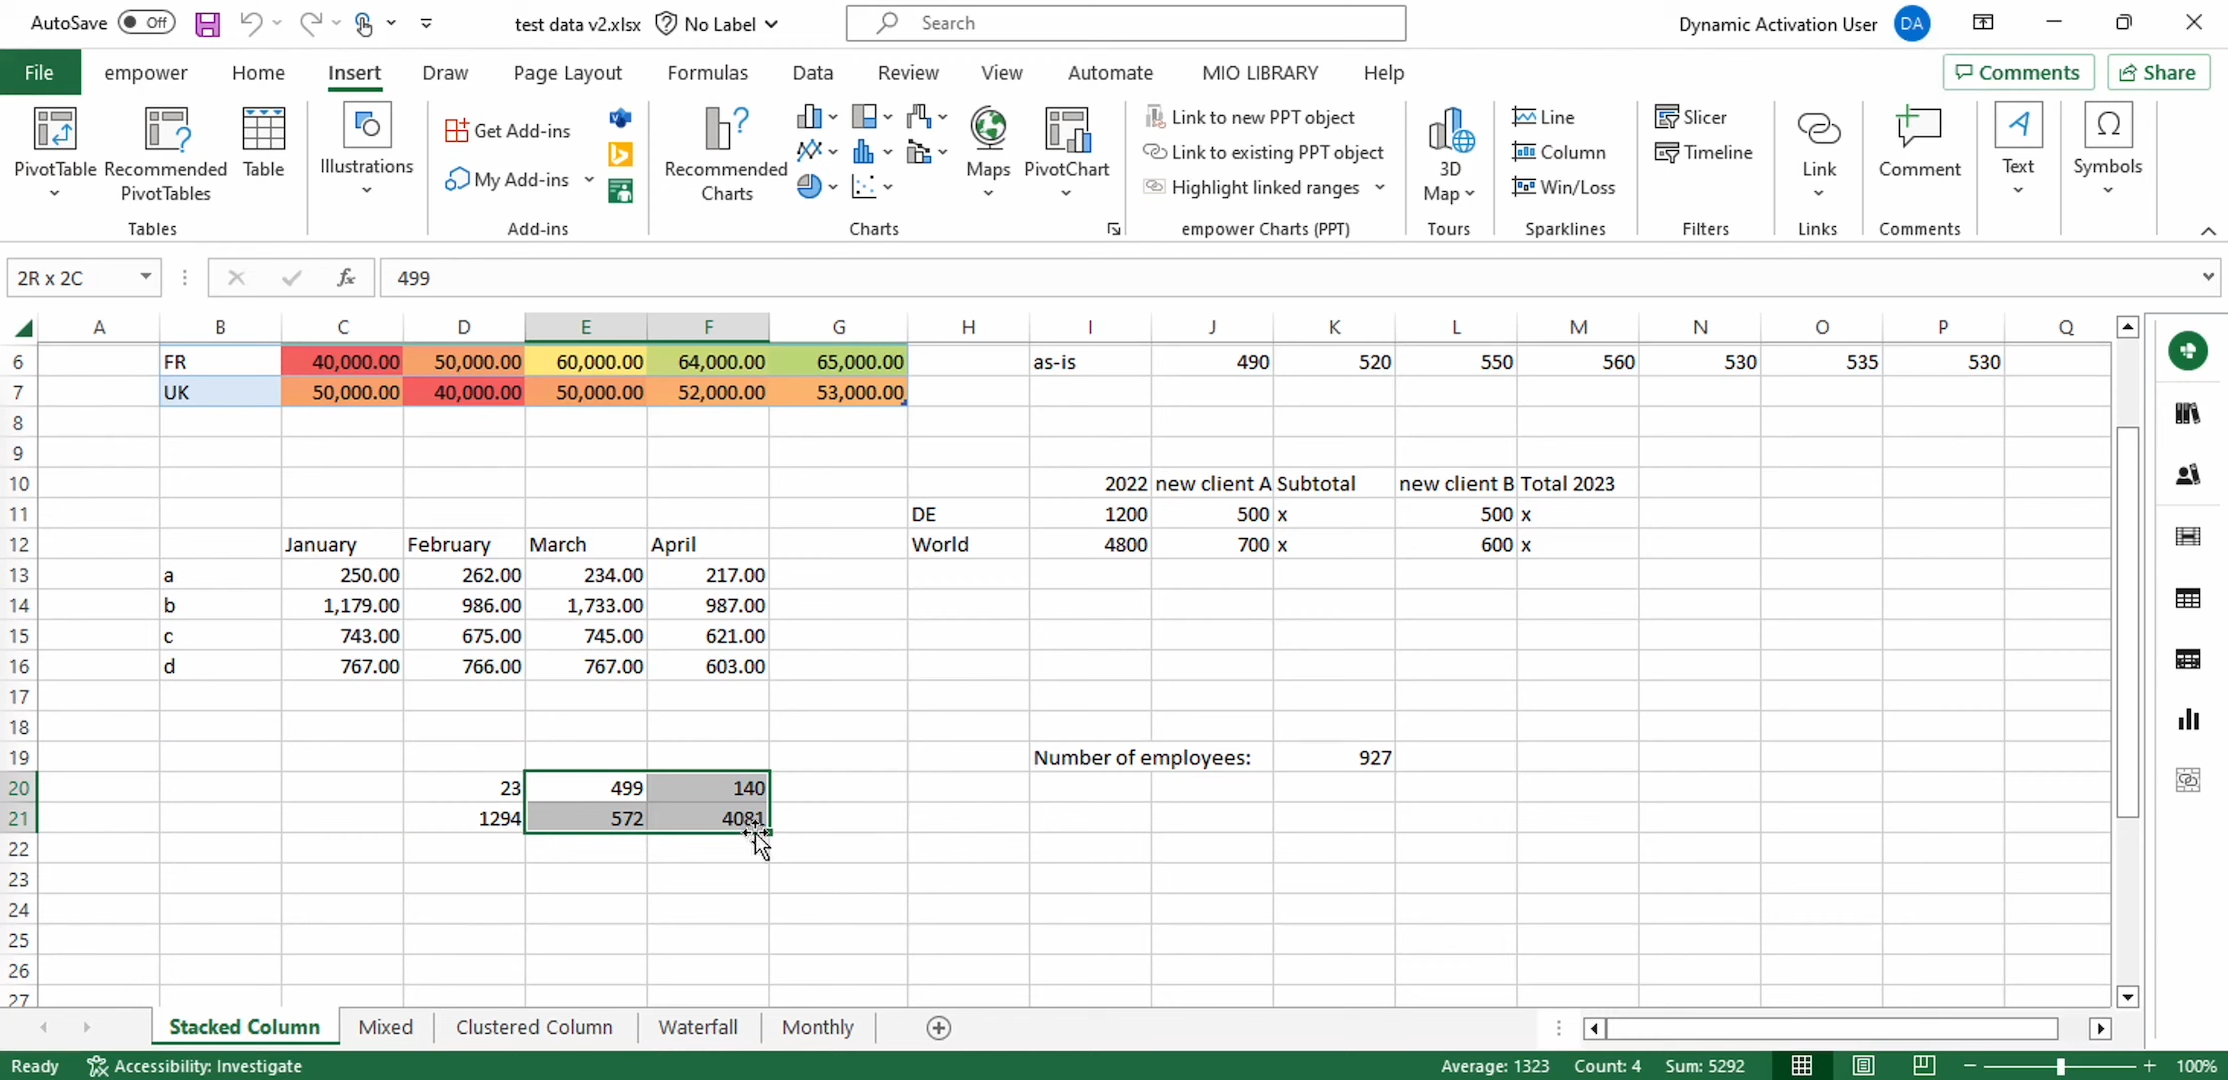 AutoSave Off test data v2.xlsx No Label Search Dynamic Activation User DA
File empower Home Insert Draw Page Layout Formulas Data Review View Automate MIO LIBRARY Help Comments Share
PivotTable Recommended PivotTables Table Illustrations Get Add-ins My Add-ins Recommended Charts Maps PivotChart Link to new PPT object Link to existing PPT object Highlight linked ranges 3D Map Line Column Win/Loss Slicer Timeline Link Comment Text Symbols
Tables Add-ins Charts empower Charts (PPT) Tours Sparklines Filters Links Comments
2R x 2C fx 499
A B C D E F G H I J K L M N O P Q
6 FR 40,000.00 50,000.00 60,000.00 64,000.00 65,000.00 as-is 490 520 550 560 530 535 530
7 UK 50,000.00 40,000.00 50,000.00 52,000.00 53,000.00
8
9
10 2022 new client A Subtotal new client B Total 2023
11 DE 1200 500 x 500 x
12 January February March April World 4800 700 x 600 x
13 a 250.00 262.00 234.00 217.00
14 b 1,179.00 986.00 1,733.00 987.00
15 c 743.00 675.00 745.00 621.00
16 d 767.00 766.00 767.00 603.00
17
18
19 Number of employees: 927
20 23 499 140
21 1294 572 4081
22
23
24
25
26
27
Stacked Column Mixed Clustered Column Waterfall Monthly
Ready Accessibility: Investigate Average: 1323 Count: 4 Sum: 5292 100%